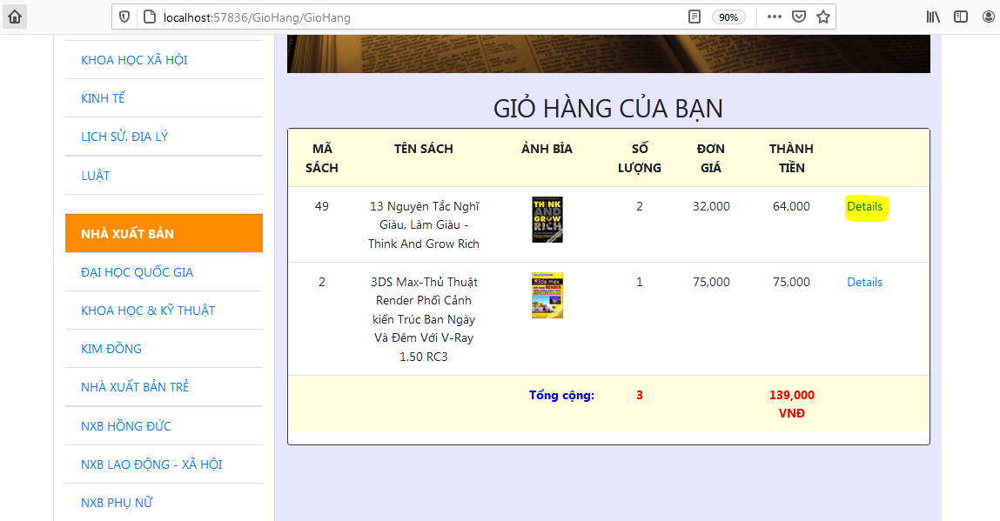 localhost:57836/GioHang/GioHang
90%
KHOA HỌC XÃ HỘI
KINH TẾ
LỊCH SỬ, ĐỊA LÝ
LUẬT
NHÀ XUẤT BẢN
ĐẠI HỌC QUỐC GIA
KHOA HỌC & KỸ THUẬT
KIM ĐỒNG
NHÀ XUẤT BẢN TRẺ
NXB HỒNG ĐỨC
NXB LAO ĐỘNG - XÃ HỘI
NXB PHỤ NỮ
GIỎ HÀNG CỦA BẠN
MÃ SÁCH
TÊN SÁCH
ẢNH BÌA
SỐ LƯỢNG
ĐƠN GIÁ
THÀNH TIỀN
49
13 Nguyên Tắc Nghĩ
Giàu, Làm Giàu -
Think And Grow Rich
THINK
AND
GROW
RICH
2
32,000
64,000
Details
2
3DS Max-Thủ Thuật
Render Phối Cảnh
kiến Trúc Ban Ngày
Và Đêm Với V-Ray
1.50 RC3
3ds max
RENDER
1
75,000
75,000
Details
Tổng cộng:
3
139,000
VNĐ